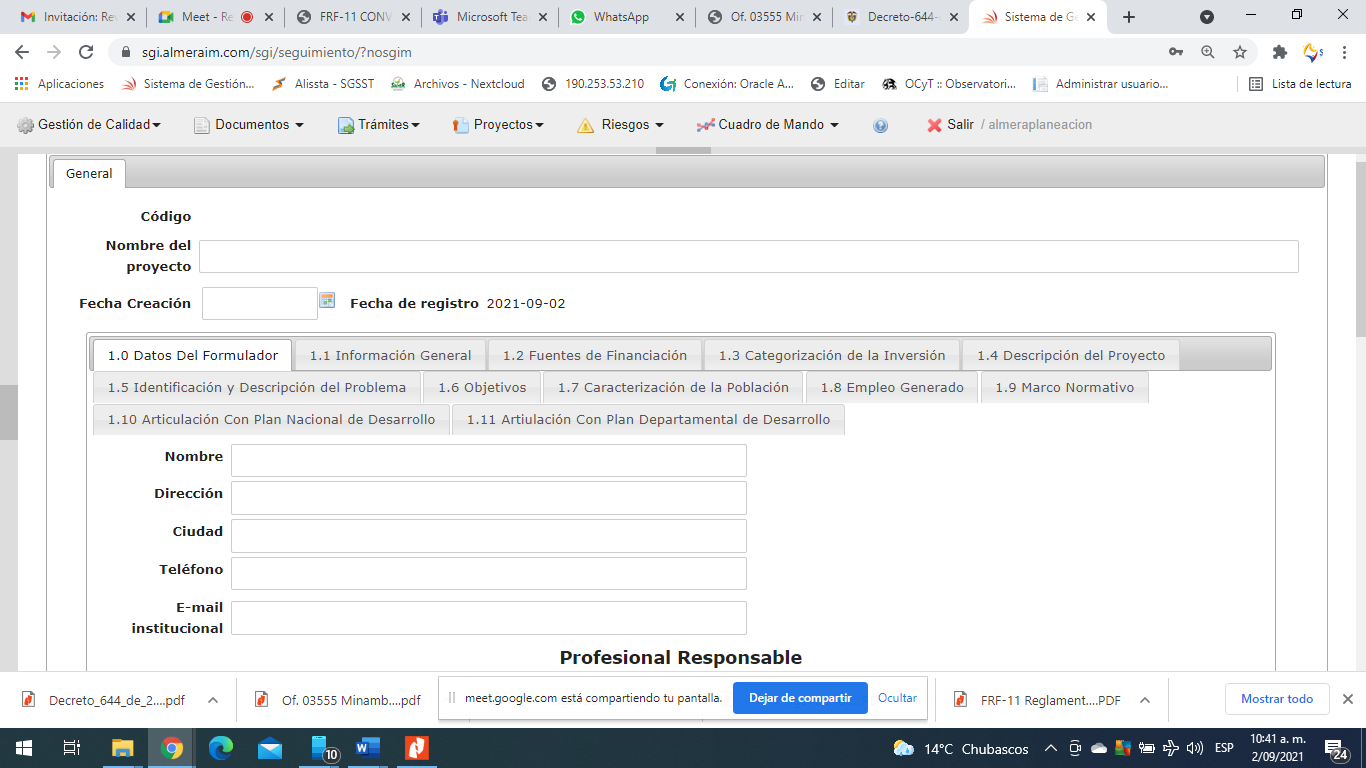 Invitación: Rev
Meet - Re
FRF-11 CONV
Microsoft Tea
WhatsApp
Of. 03555 Min
Decreto-644-
Sistema de Ge
sgi.almeraim.com/sgi/seguimiento/?nosgim
Aplicaciones
Sistema de Gestión...
Alissta - SGSST
Archivos - Nextcloud
190.253.53.210
Conexión: Oracle A...
Editar
OCyT :: Observatori...
Administrar usuario...
Lista de lectura
Gestión de Calidad
Documentos
Trámites
Proyectos
Riesgos
Cuadro de Mando
Salir / almeraplaneacion
General
Código
Nombre del
proyecto
Fecha Creación
Fecha de registro 2021-09-02
1.0 Datos Del Formulador
1.1 Información General
1.2 Fuentes de Financiación
1.3 Categorización de la Inversión
1.4 Descripción del Proyecto
1.5 Identificación y Descripción del Problema
1.6 Objetivos
1.7 Caracterización de la Población
1.8 Empleo Generado
1.9 Marco Normativo
1.10 Articulación Con Plan Nacional de Desarrollo
1.11 Artiulación Con Plan Departamental de Desarrollo
Nombre
Dirección
Ciudad
Teléfono
E-mail
institucional
Profesional Responsable
Decreto_644_de_2....pdf
Of. 03555 Minamb....pdf
meet.google.com está compartiendo tu pantalla.
Dejar de compartir
Ocultar
FRF-11 Reglament....PDF
Mostrar todo
10
14°C Chubascos
ESP
10:41 a. m.
2/09/2021
24